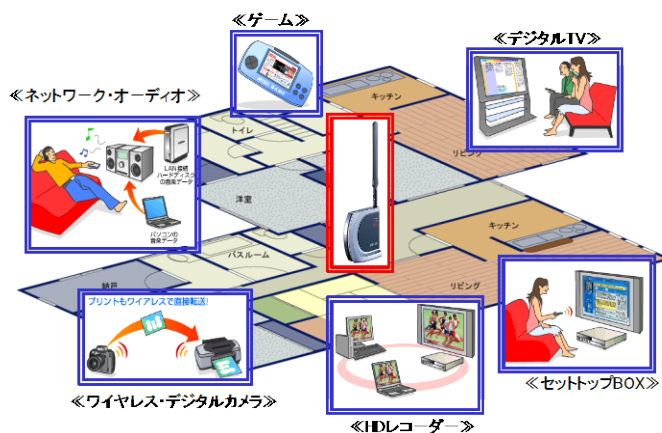 ≪ゲーム≫
≪デジタルTV≫
≪ネットワーク・オーディオ≫
キッチン
トイレ
リビング
LAN接続
ハードディスク
の音楽データ
洋室
パソコンの
音楽データ
キッチン
バスルーム
納戸
リビング
プリントもワイアレスで直接転送!
≪セットトップBOX≫
≪ワイヤレス・デジタルカメラ≫
≪HDレコーダー≫